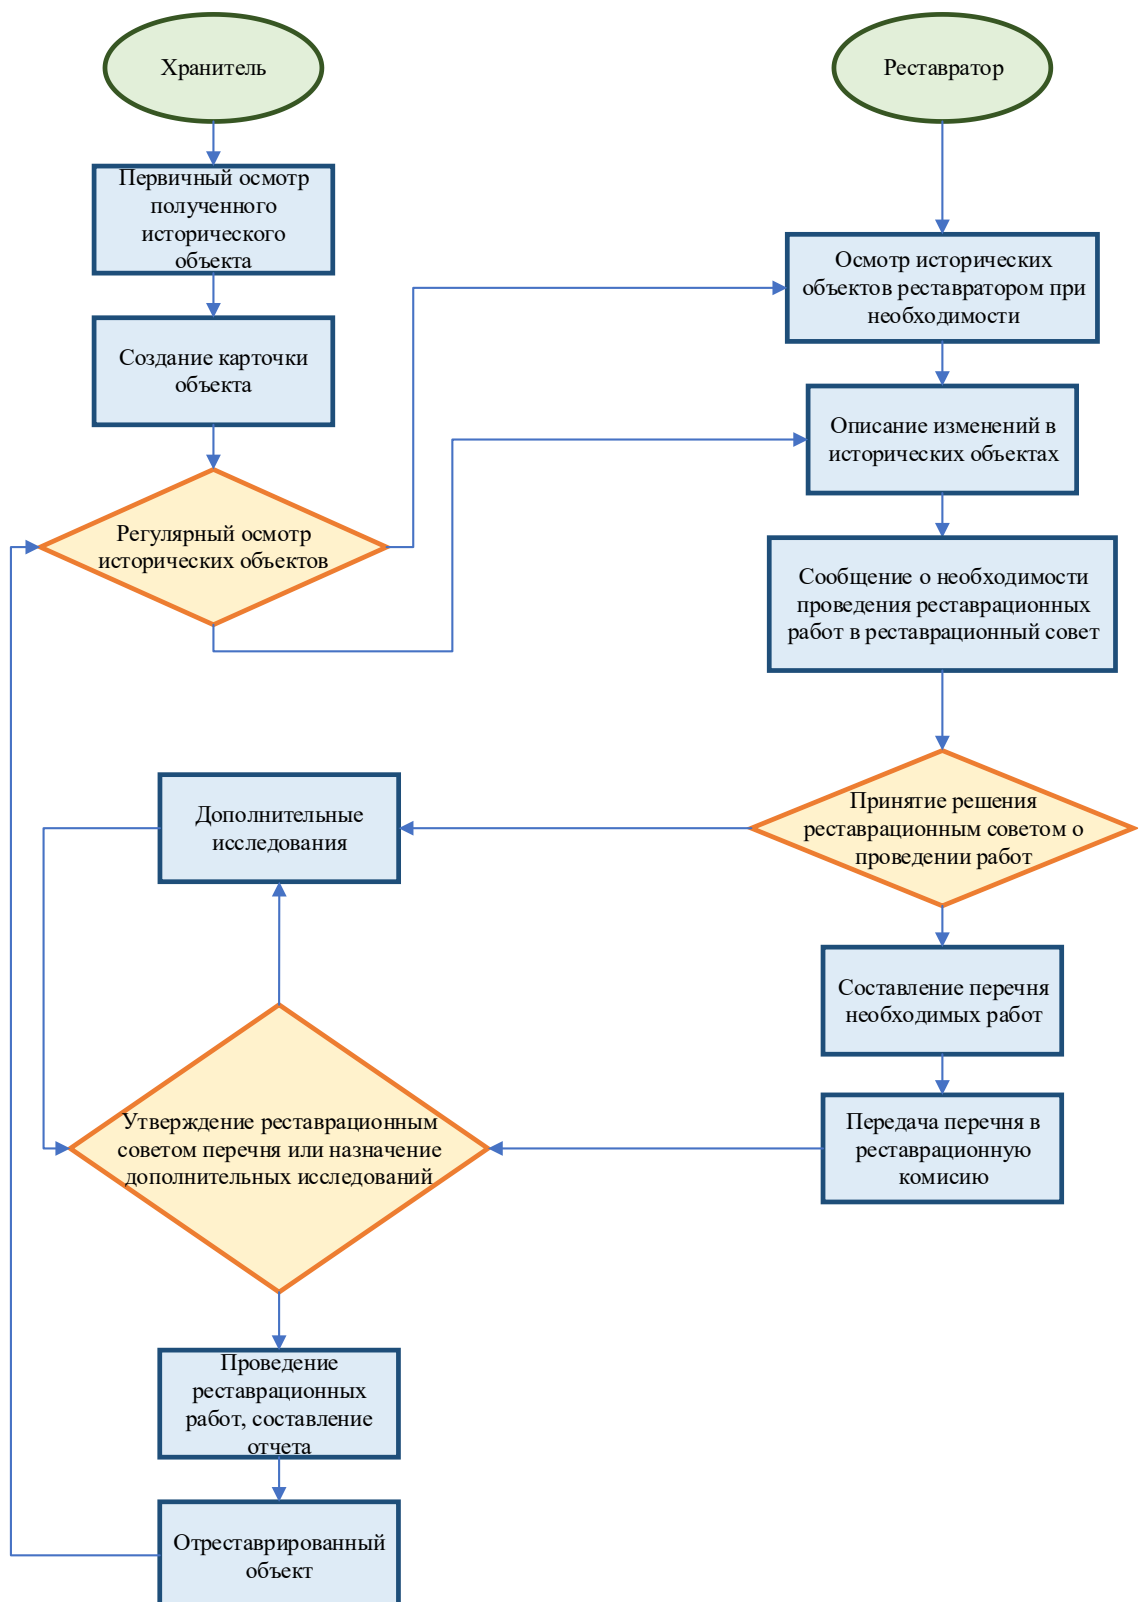 Хранитель
Реставратор
Первичный осмотр
полученного
исторического
объекта
Осмотр исторических
объектов реставратором при
необходимости
Создание карточки
объекта
Описание изменений в
исторических объектах
Регулярный осмотр
исторических объектов
Сообщение о необходимости
проведения реставрационных
работ в реставрационный совет
Дополнительные
исследования
Принятие решения
реставрационным советом о
проведении работ
Составление перечня
необходимых работ
Утверждение реставрационным
советом перечня или назначение
дополнительных исследований
Передача перечня в
реставрационную
комисию
Проведение
реставрационных
работ, составление
отчета
Отреставрированный
объект